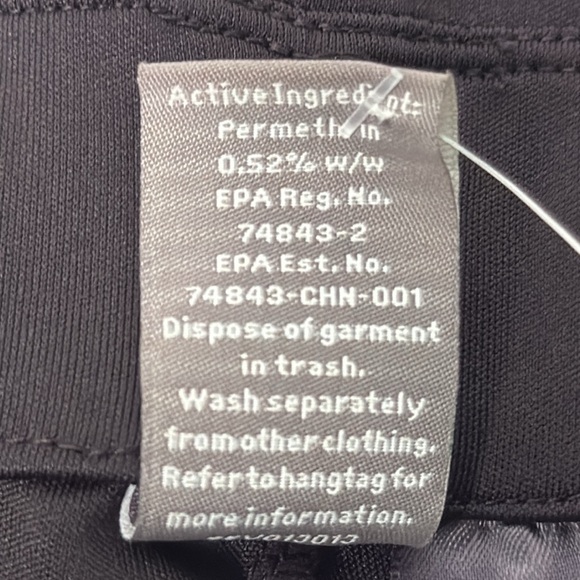 Active Ingredient:
Permethrin
0.52% w/w
EPA Reg. No.
74843-2
EPA Est. No.
74843-CHN-001
Dispose of garment
in trash.
Wash separately
from other clothing.
Refer to hangtag for
more information.